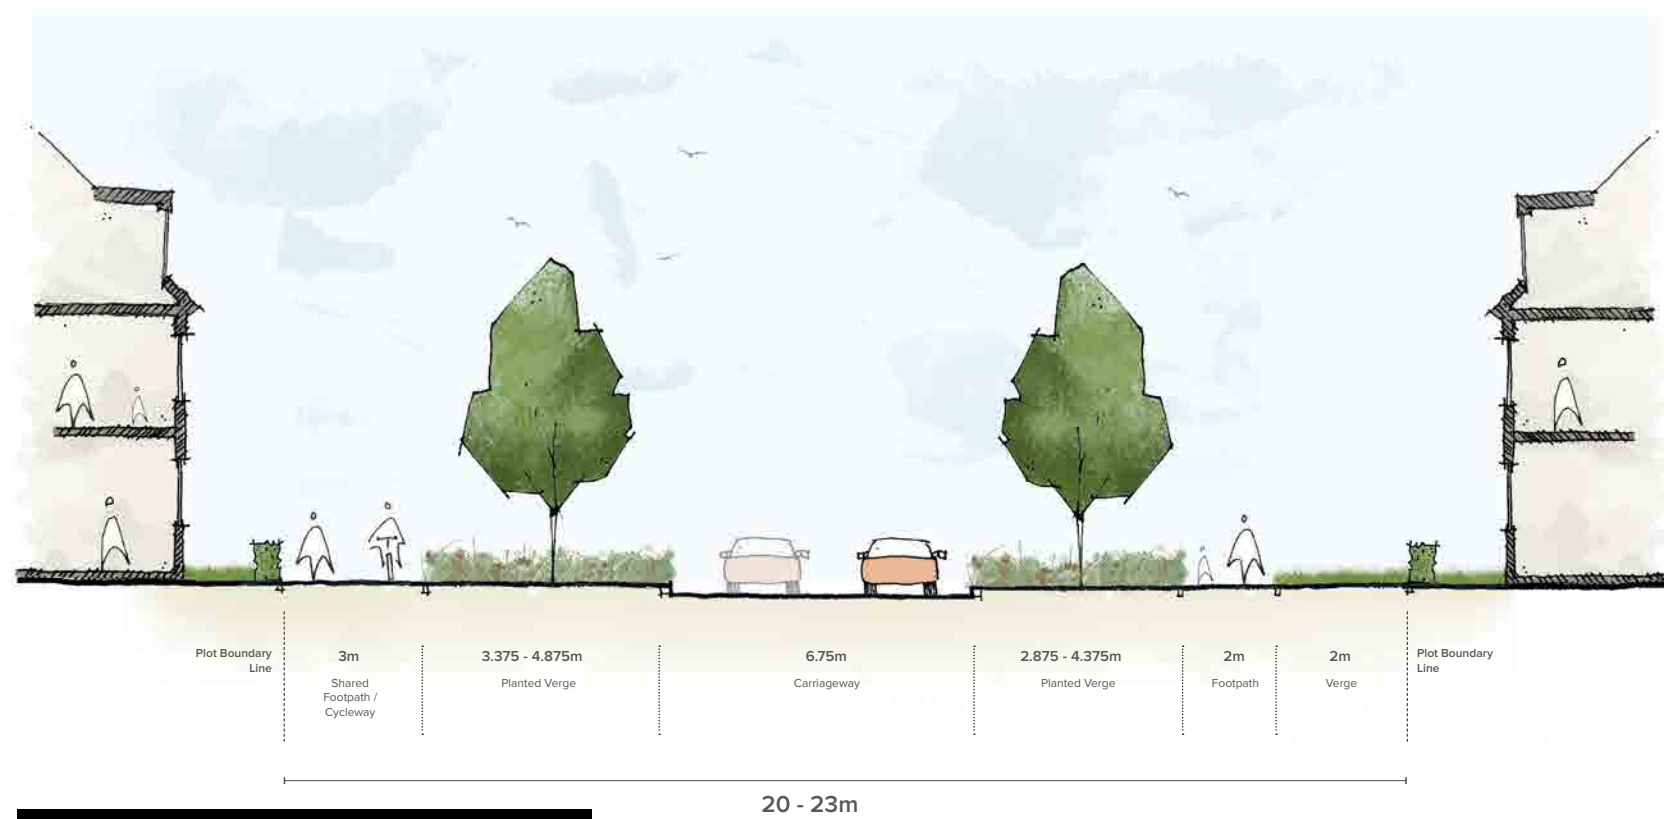 Plot Boundary
Line
3m
Shared
Footpath /
Cycleway
3.375 - 4.875m
Planted Verge
6.75m
Carriageway
2.875 - 4.375m
Planted Verge
2m
Footpath
2m
Verge
Plot Boundary
Line
20 - 23m